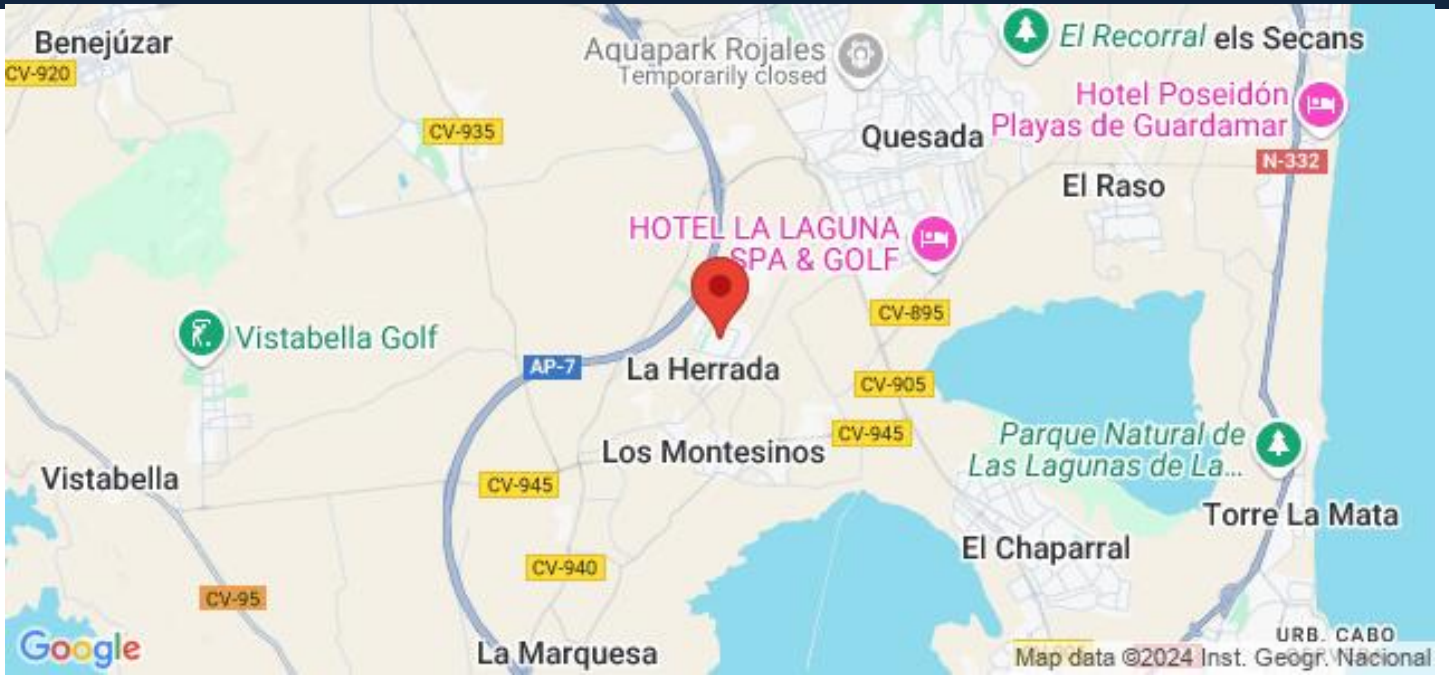 Benejúzar
CV-920
Aquapark Rojales
Temporarily closed
El Recorral
els Secans
Hotel Poseidón
Playas de Guardamar
CV-935
Quesada
N-332
El Raso
HOTEL LA LAGUNA
SPA & GOLF
CV-895
Vistabella Golf
AP-7
La Herrada
CV-905
CV-945
Parque Natural de
Las Lagunas de La...
Los Montesinos
Vistabella
CV-945
Torre La Mata
El Chaparral
CV-940
CV-95
URB. CABO
Google
La Marquesa
Map data ©2024 Inst. Geogr. Nacional